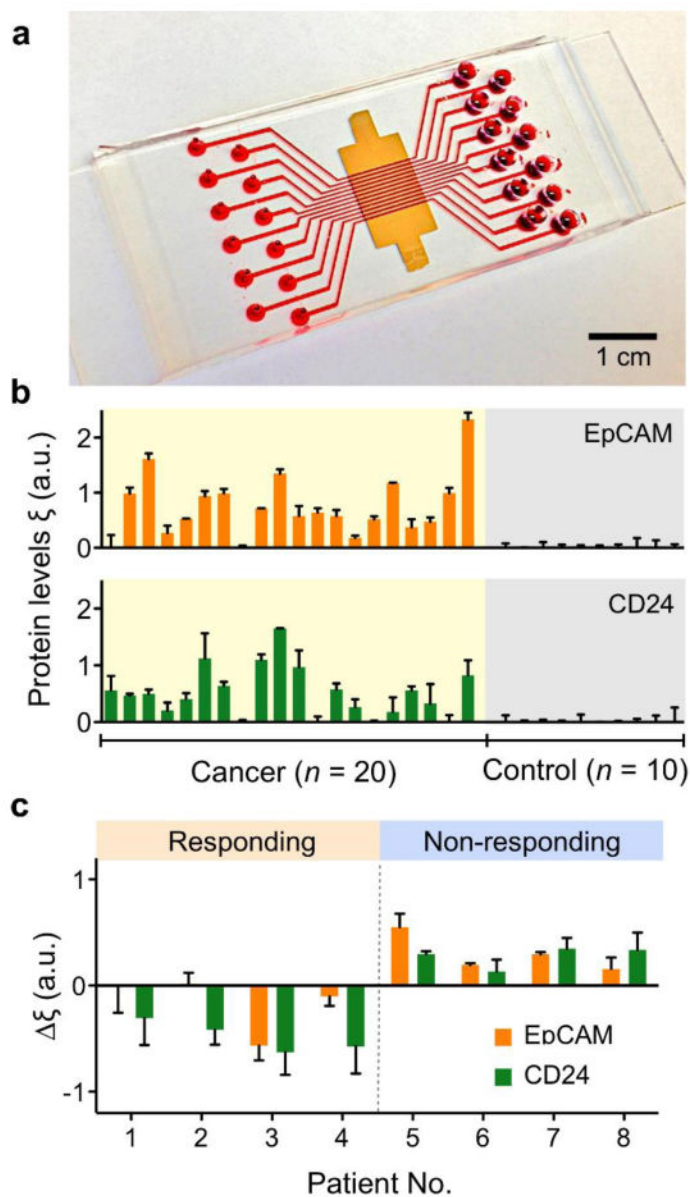 a
1 cm
b
Protein levels ξ (a.u.)
2
1
0
EpCAM
2
1
0
CD24
Cancer (n = 20)
Control (n = 10)
c
Responding
Non-responding
Δξ (a.u.)
1
0
-1
EpCAM
CD24
1 2 3 4 5 6 7 8
Patient No.